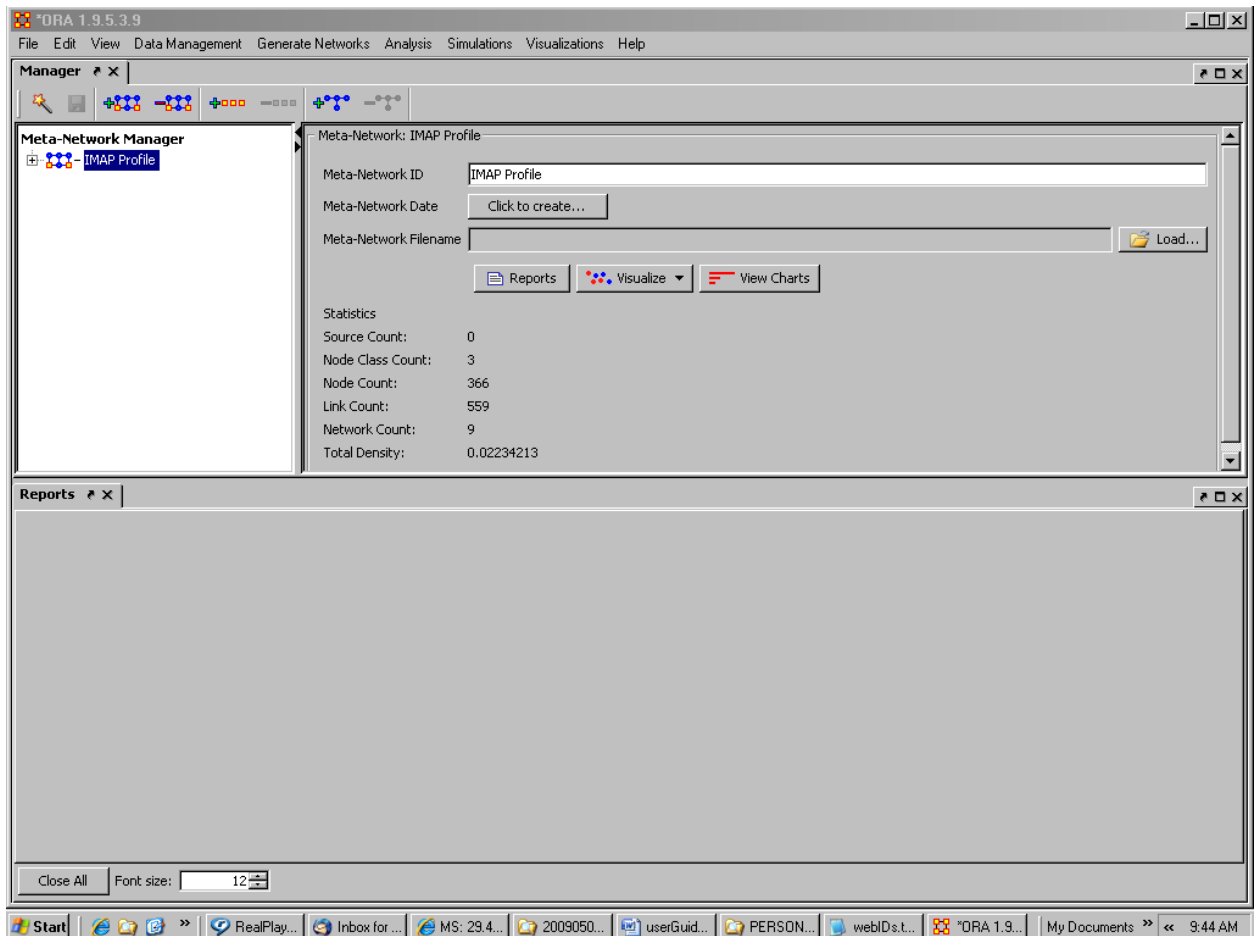 *ORA 1.9.5.3.9
File Edit View Data Management Generate Networks Analysis Simulations Visualizations Help
Manager
Meta-Network Manager
IMAP Profile
Meta-Network: IMAP Profile
Meta-Network ID IMAP Profile
Meta-Network Date Click to create...
Meta-Network Filename Load...
Reports Visualize View Charts
Statistics
Source Count: 0
Node Class Count: 3
Node Count: 366
Link Count: 559
Network Count: 9
Total Density: 0.02234213
Reports
Close All Font size: 12
Start » RealPlay... Inbox for ... MS: 29.4... 2009050... userGuid... PERSON... webIDs.t... *ORA 1.9... My Documents » « 9:44 AM